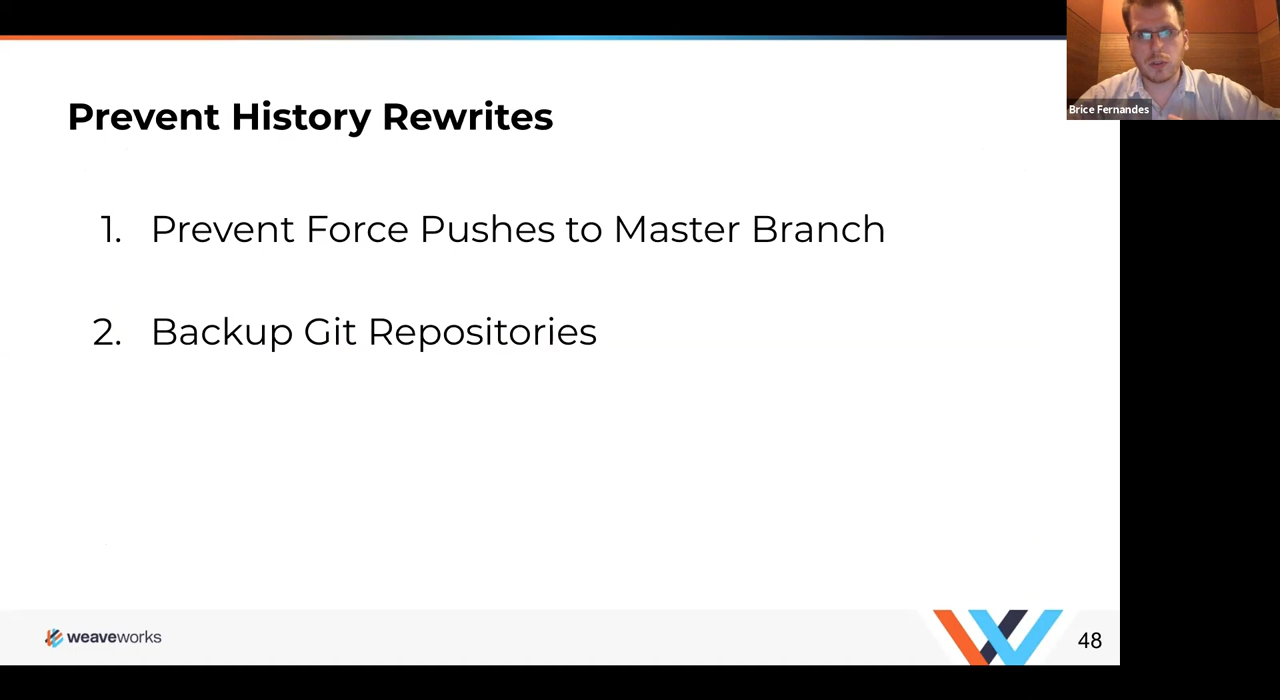 Brice Fernandes
Prevent History Rewrites
1. Prevent Force Pushes to Master Branch
2. Backup Git Repositories
weaveworks
48